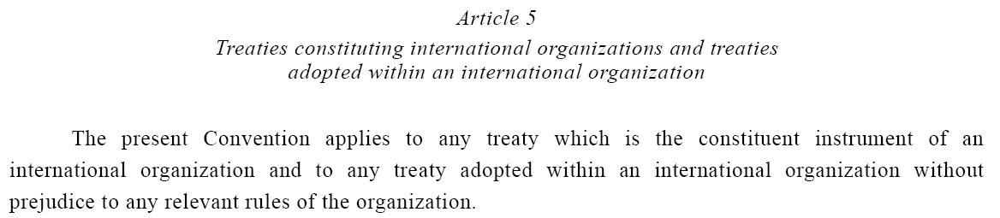 Article 5
Treaties constituting international organizations and treaties
adopted within an international organization
The present Convention applies to any treaty which is the constituent instrument of an
international organization and to any treaty adopted within an international organization without
prejudice to any relevant rules of the organization.